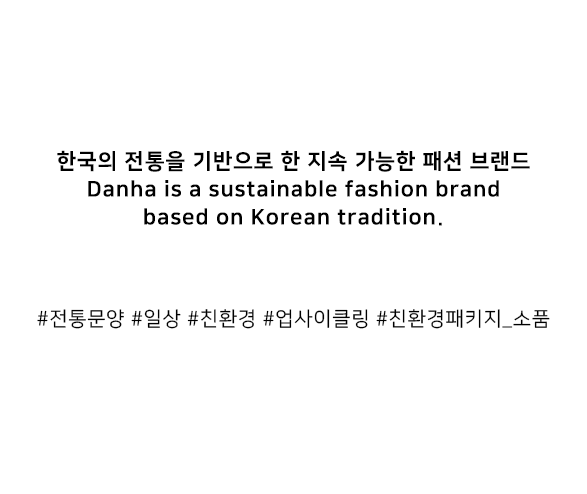 한국의 전통을 기반으로 한 지속 가능한 패션 브랜드
Danha is a sustainable fashion brand
based on Korean tradition.
#전통문양 #일상 #친환경 #업사이클링 #친환경패키지_소품